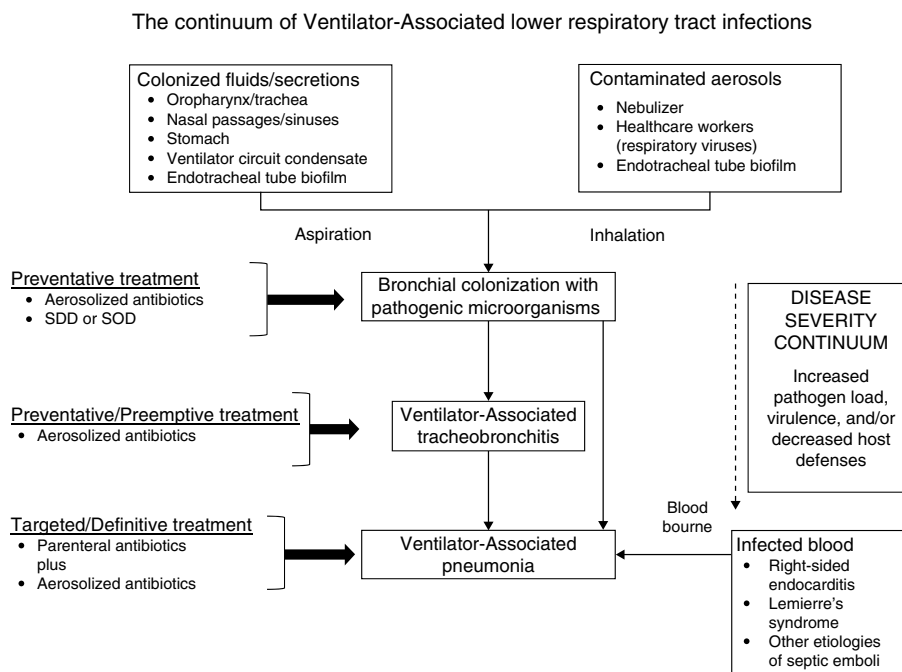 The continuum of Ventilator-Associated lower respiratory tract infections
Colonized fluids/secretions
• Oropharynx/trachea
• Nasal passages/sinuses
• Stomach
• Ventilator circuit condensate
• Endotracheal tube biofilm
Contaminated aerosols
• Nebulizer
• Healthcare workers
(respiratory viruses)
• Endotracheal tube biofilm
Aspiration
Inhalation
Preventative treatment
• Aerosolized antibiotics
• SDD or SOD
Bronchial colonization with
pathogenic microorganisms
DISEASE
SEVERITY
CONTINUUM
Increased
pathogen load,
virulence, and/or
decreased host
defenses
Preventative/Preemptive treatment
• Aerosolized antibiotics
Ventilator-Associated
tracheobronchitis
Targeted/Definitive treatment
• Parenteral antibiotics
plus
• Aerosolized antibiotics
Ventilator-Associated
pneumonia
Blood
bourne
Infected blood
• Right-sided
endocarditis
• Lemierre's
syndrome
• Other etiologies
of septic emboli